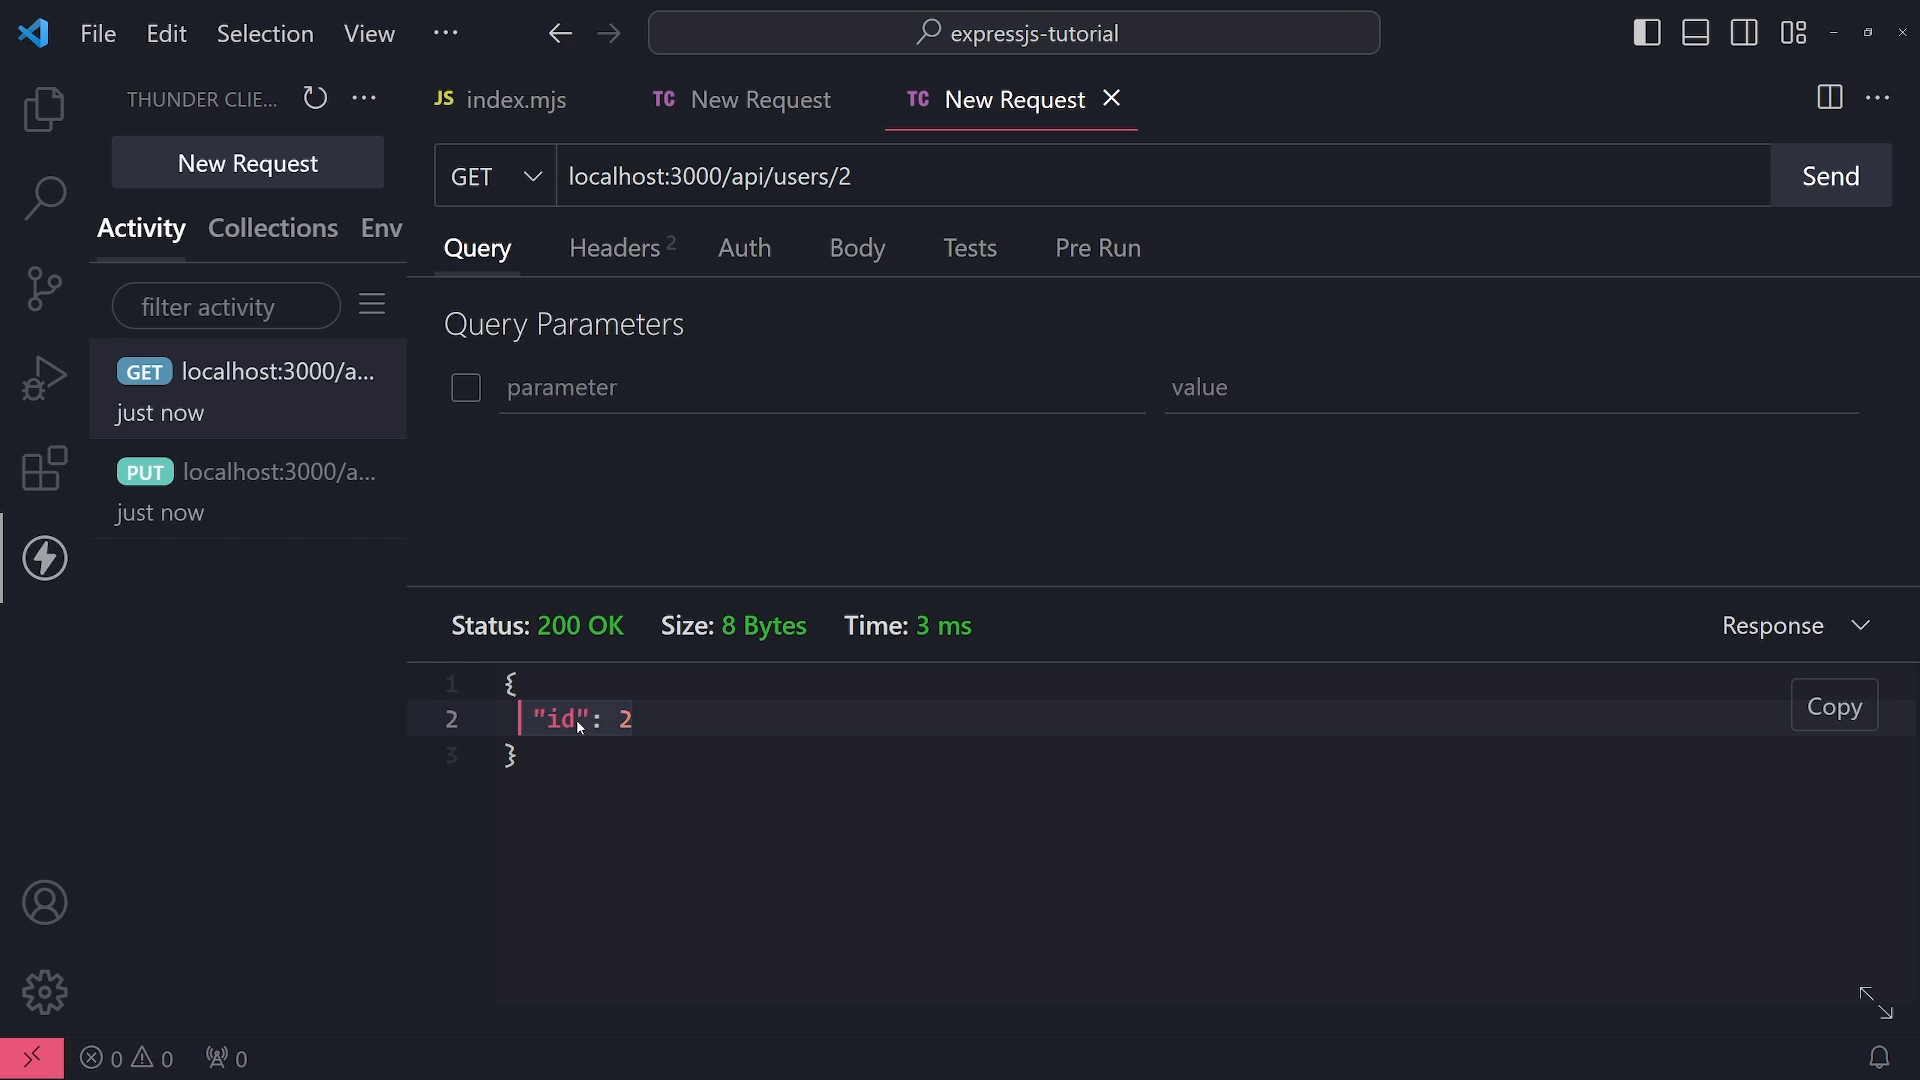 File Edit Selection View ···
expressjs-tutorial
THUNDER CLIE... ···
JS index.mjs TC New Request TC New Request
New Request
GET localhost:3000/api/users/2 Send
Activity Collections Env
Query Headers 2 Auth Body Tests Pre Run
filter activity
Query Parameters
parameter value
GET localhost:3000/a...
just now
PUT localhost:3000/a...
just now
Status: 200 OK Size: 8 Bytes Time: 3 ms Response
1 {
2 "id": 2
3 }
Copy
0 0 0